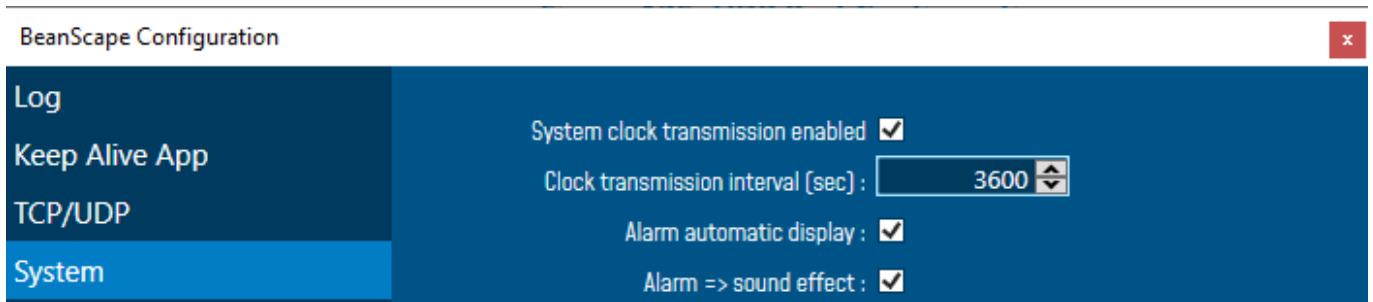 BeanScape Configuration
x
Log
Keep Alive App
TCP/UDP
System
System clock transmission enabled
Clock transmission interval (sec) : 3600
Alarm automatic display :
Alarm => sound effect :